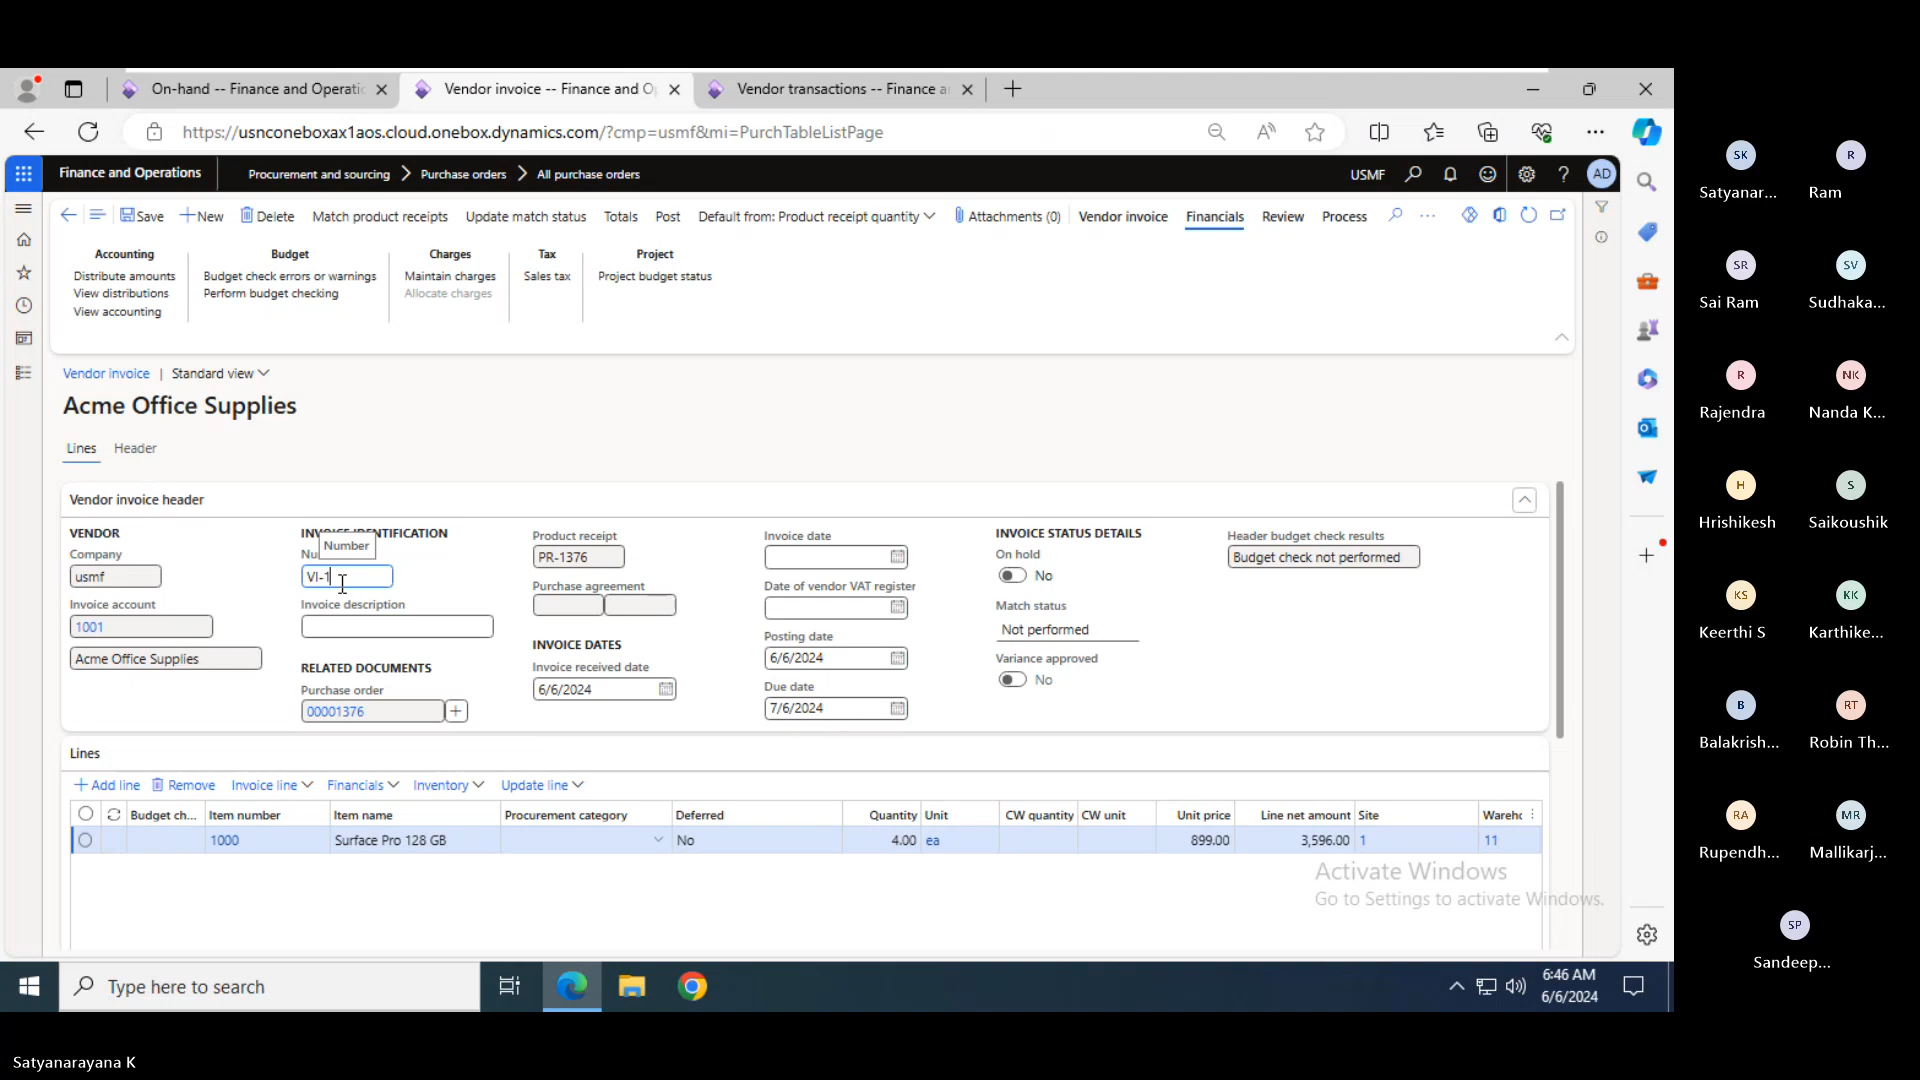 On-hand -- Finance and Operatio
Vendor invoice -- Finance and Op
Vendor transactions -- Finance a
https://usnconeboxax1aos.cloud.onebox.dynamics.com/?cmp=usmf&mi=PurchTableListPage
Finance and Operations
Procurement and sourcing
Purchase orders
All purchase orders
USMF
?
AD
Save
New
Delete
Match product receipts
Update match status
Totals
Post
Default from: Product receipt quantity
Attachments (0)
Vendor invoice
Financials
Review
Process
Accounting
Distribute amounts
View distributions
View accounting
Budget
Budget check errors or warnings
Perform budget checking
Charges
Maintain charges
Allocate charges
Tax
Sales tax
Project
Project budget status
Vendor invoice | Standard view
Acme Office Supplies
Lines
Header
Vendor invoice header
VENDOR
Company
usmf
Invoice account
1001
Acme Office Supplies
Number
VI-1
Invoice description
RELATED DOCUMENTS
Purchase order
00001376
Product receipt
PR-1376
Purchase agreement
INVOICE DATES
Invoice received date
6/6/2024
Invoice date
Date of vendor VAT register
Posting date
6/6/2024
Due date
7/6/2024
INVOICE STATUS DETAILS
On hold
No
Match status
Not performed
Variance approved
No
Header budget check results
Budget check not performed
Lines
Add line
Remove
Invoice line
Financials
Inventory
Update line
Budget ch... Item number Item name Procurement category Deferred Quantity Unit CW quantity CW unit Unit price Line net amount Site Wareho
1000 Surface Pro 128 GB No 4.00 ea 899.00 3,596.00 1 11
Activate Windows
Go to Settings to activate Windows.
Type here to search
6:46 AM
6/6/2024
SK
Satyanar...
R
Ram
SR
Sai Ram
SV
Sudhaka...
R
Rajendra
NK
Nanda K...
H
Hrishikesh
S
Saikoushik
KS
Keerthi S
KK
Karthike...
B
Balakrish...
RT
Robin Th...
RA
Rupendh...
MR
Mallikarj...
SP
Sandeep...
Satyanarayana K